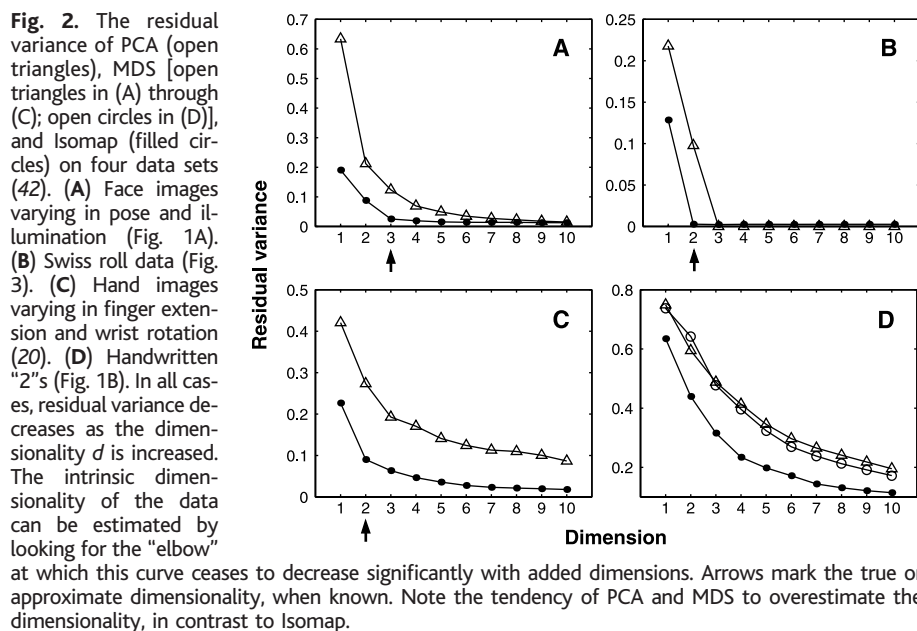 Fig. 2. The residual
variance of PCA (open
triangles), MDS [open
triangles in (A) through
(C); open circles in (D)],
and Isomap (filled cir-
cles) on four data sets
(42). (A) Face images
varying in pose and il-
lumination (Fig. 1A).
(B) Swiss roll data (Fig.
3). (C) Hand images
varying in finger exten-
sion and wrist rotation
(20). (D) Handwritten
"2"s (Fig. 1B). In all cas-
es, residual variance de-
creases as the dimen-
sionality d is increased.
The intrinsic dimen-
sionality of the data
can be estimated by
looking for the "elbow"
at which this curve ceases to decrease significantly with added dimensions. Arrows mark the true or
approximate dimensionality, when known. Note the tendency of PCA and MDS to overestimate the
dimensionality, in contrast to Isomap.
Residual variance
A
0.7
0.6
0.5
0.4
0.3
0.2
0.1
0
1 2 3 4 5 6 7 8 9 10
B
0.25
0.2
0.15
0.1
0.05
0
1 2 3 4 5 6 7 8 9 10
C
0.5
0.4
0.3
0.2
0.1
0
1 2 3 4 5 6 7 8 9 10
D
0.8
0.6
0.4
0.2
1 2 3 4 5 6 7 8 9 10
Dimension